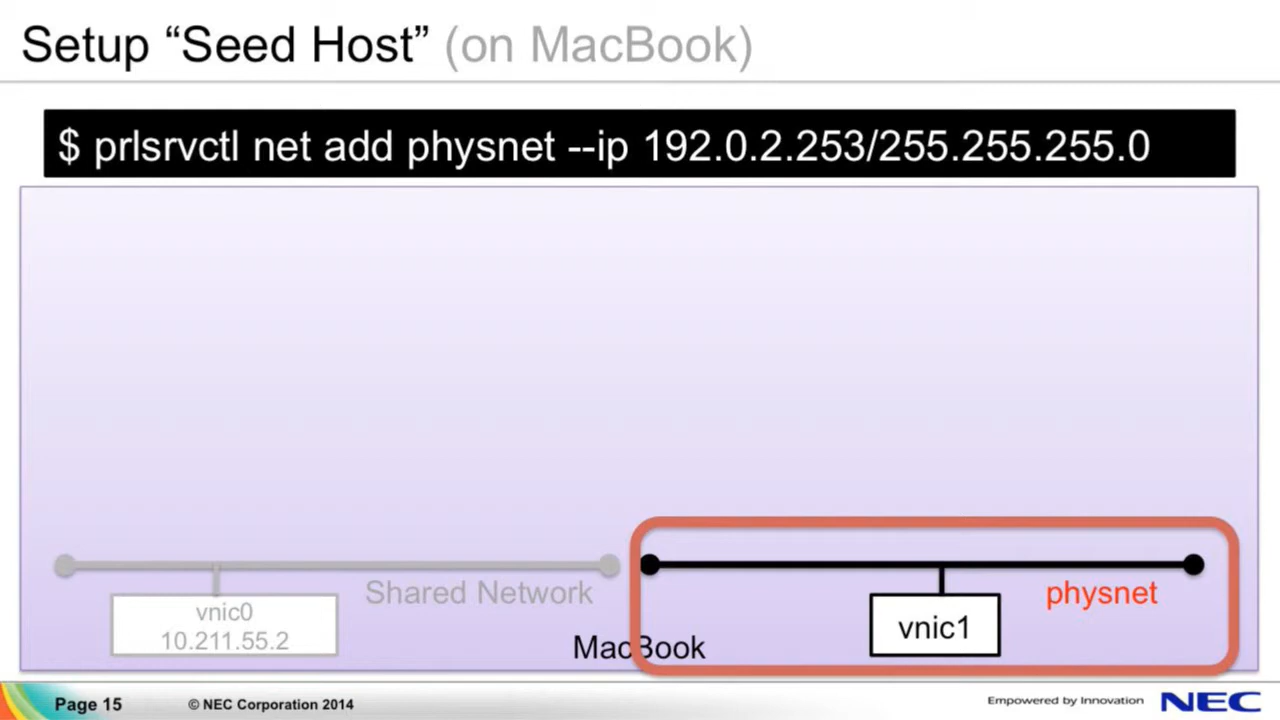 Setup “Seed Host” (on MacBook)
$ prlsrvctl net add physnet --ip 192.0.2.253/255.255.255.0
Shared Network
physnet
vnic0
10.211.55.2
vnic1
MacBook
Page 15
© NEC Corporation 2014
Empowered by Innovation
NEC